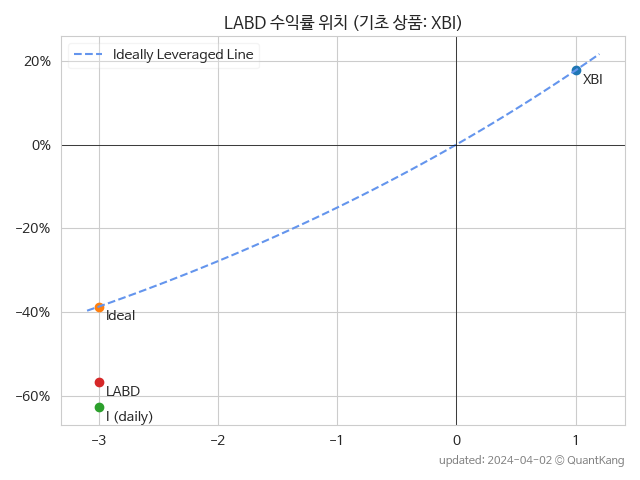 LABD 수익률 위치 (기초 상품: XBI)
Ideally Leveraged Line
20%
0%
−20%
−40%
−60%
XBI
Ideal
LABD
I (daily)
−3
−2
−1
0
1
updated: 2024-04-02 © QuantKang